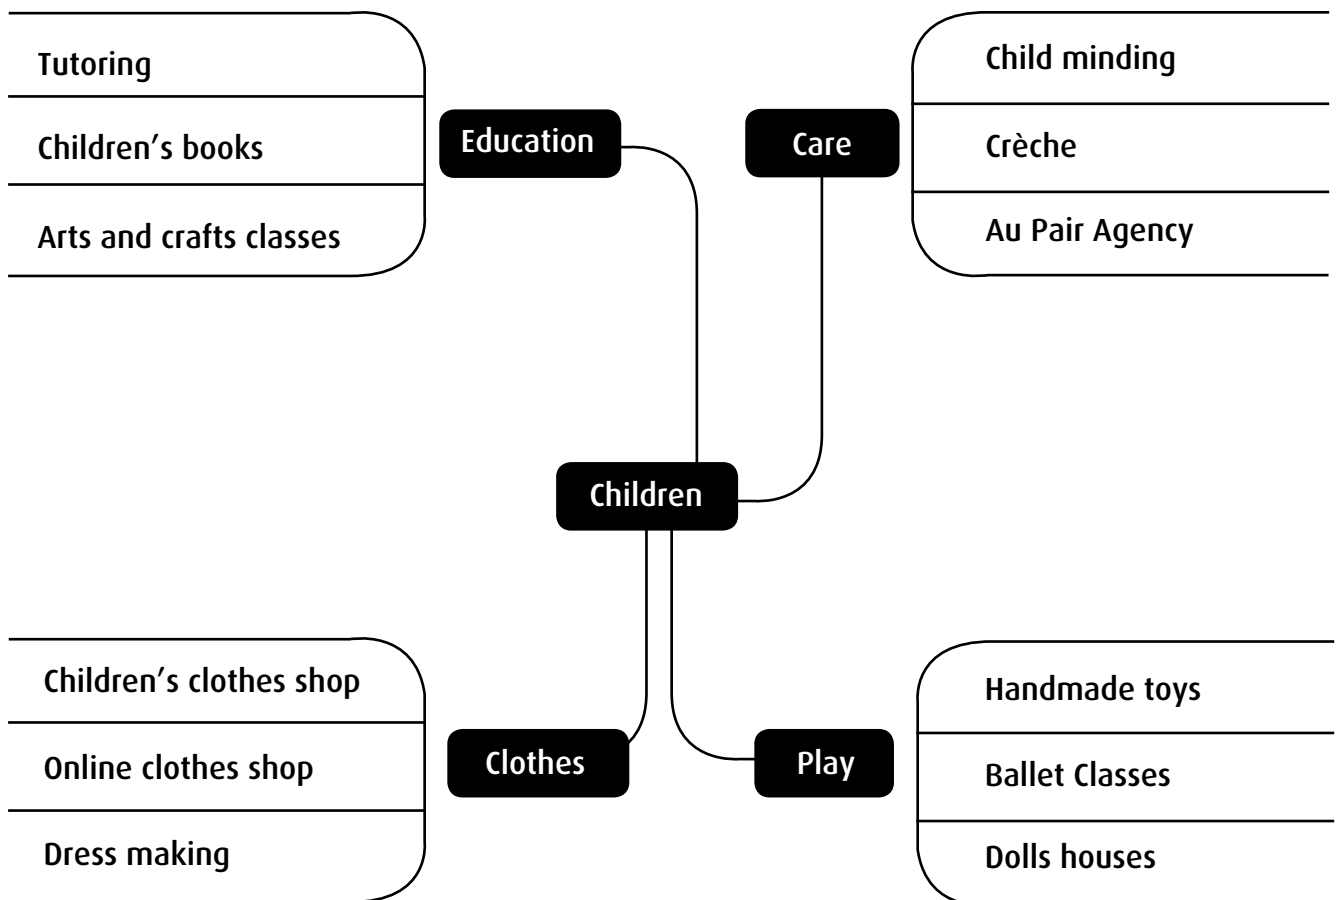 Tutoring
Children’s books
Arts and crafts classes
Education
Care
Child minding
Crèche
Au Pair Agency
Children
Children’s clothes shop
Online clothes shop
Dress making
Clothes
Play
Handmade toys
Ballet Classes
Dolls houses